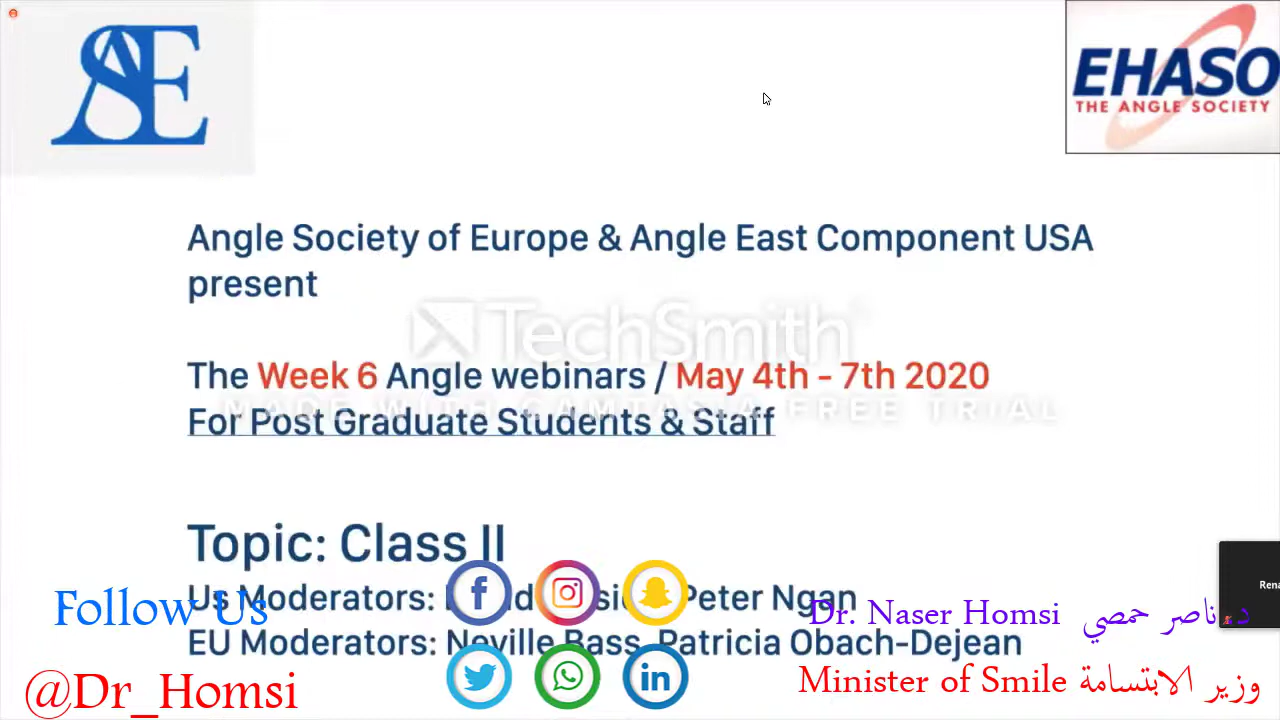 ASE
EHASO
THE ANGLE SOCIETY
Angle Society of Europe & Angle East Component USA
present
TechSmith
The Week 6 Angle webinars / May 4th - 7th 2020
MADE WITH CAMTASIA FREE TRIAL
For Post Graduate Students & Staff
Topic: Class II
Us Moderators: Peter Ngan
EU Moderators: Neville Bass, Patricia Obach-Dejean
Follow Us
@Dr_Homsi
Dr. Naser Homsi د. ناصر حمصي
Minister of Smile وزير الابتسامة